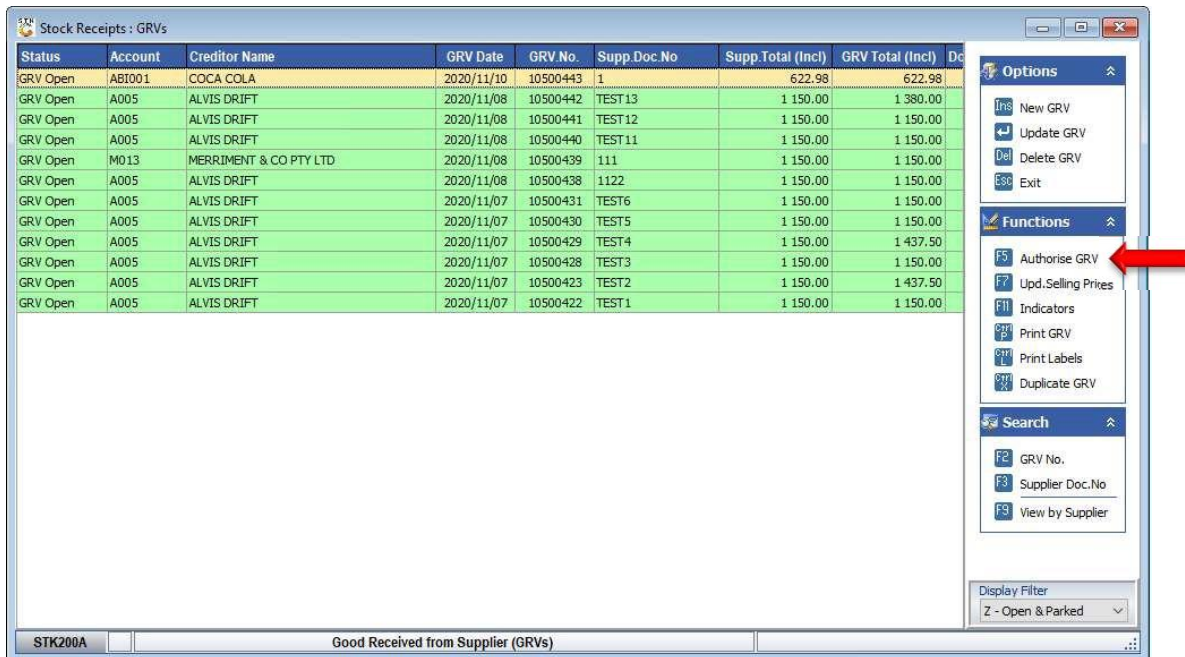 Stock Receipts : GRVs
Status Account Creditor Name GRV Date GRV.No. Supp.Doc.No Supp.Total (Incl) GRV Total (Incl) Do
GRV Open ABI001 COCA COLA 2020/11/10 10500443 1 622.98 622.98
GRV Open A005 ALVIS DRIFT 2020/11/08 10500442 TEST13 1 150.00 1 380.00
GRV Open A005 ALVIS DRIFT 2020/11/08 10500441 TEST12 1 150.00 1 150.00
GRV Open A005 ALVIS DRIFT 2020/11/08 10500440 TEST11 1 150.00 1 150.00
GRV Open M013 MERRIMENT & CO PTY LTD 2020/11/08 10500439 111 1 150.00 1 150.00
GRV Open A005 ALVIS DRIFT 2020/11/08 10500438 1122 1 150.00 1 150.00
GRV Open A005 ALVIS DRIFT 2020/11/07 10500431 TEST6 1 150.00 1 150.00
GRV Open A005 ALVIS DRIFT 2020/11/07 10500430 TEST5 1 150.00 1 150.00
GRV Open A005 ALVIS DRIFT 2020/11/07 10500429 TEST4 1 150.00 1 437.50
GRV Open A005 ALVIS DRIFT 2020/11/07 10500428 TEST3 1 150.00 1 150.00
GRV Open A005 ALVIS DRIFT 2020/11/07 10500423 TEST2 1 150.00 1 437.50
GRV Open A005 ALVIS DRIFT 2020/11/07 10500422 TEST1 1 150.00 1 150.00
Options
Ins New GRV
Update GRV
Del Delete GRV
Esc Exit
Functions
F5 Authorise GRV
F7 Upd.Selling Prices
F11 Indicators
Ctrl P Print GRV
Ctrl L Print Labels
Ctrl X Duplicate GRV
Search
F2 GRV No.
F3 Supplier Doc.No
F9 View by Supplier
Display Filter
Z - Open & Parked
STK200A Good Received from Supplier (GRVs)